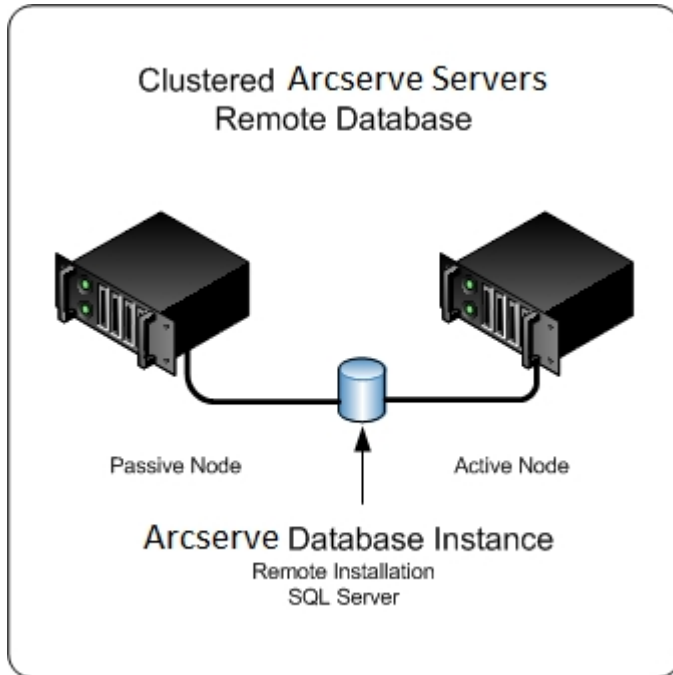 Clustered Arcserve Servers
Remote Database
Passive Node
Active Node
Arcserve Database Instance
Remote Installation
SQL Server